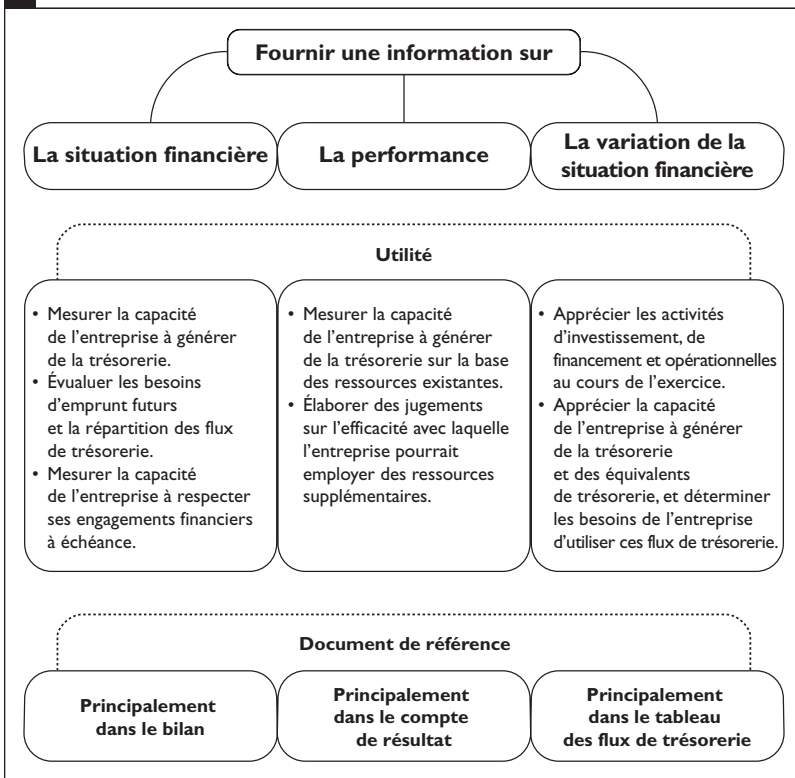 Fournir une information sur
La situation financière
La performance
La variation de la
situation financière
Utilité
• Mesurer la capacité
de l’entreprise à générer
de la trésorerie.
• Évualuer les besoins
d’emprunt futurs
et la répartition des flux
de trésorerie.
• Mesurer la capacité
de l’entreprise à respecter
ses engagements financiers
à échéance.
• Mesurer la capacité
de l’entreprise à générer
de la trésorerie sur la base
des ressources existantes.
• Élaborer des jugements
sur l’efficacité avec laquelle
l’entreprise pourrait
employer des ressources
supplémentaires.
• Apprécier les activités
d’investissement, de
financement et opérationnelles
au cours de l’exercice.
• Apprécier la capacité
de l’entreprise à générer
de la trésorerie
et des équivalents
de trésorerie, et déterminer
les besoins de l’entreprise
d’utiliser ces flux de trésorerie.
Document de référence
Principalement
dans le bilan
Principalement
dans le compte
de résultat
Principalement
dans le tableau
des flux de trésorerie